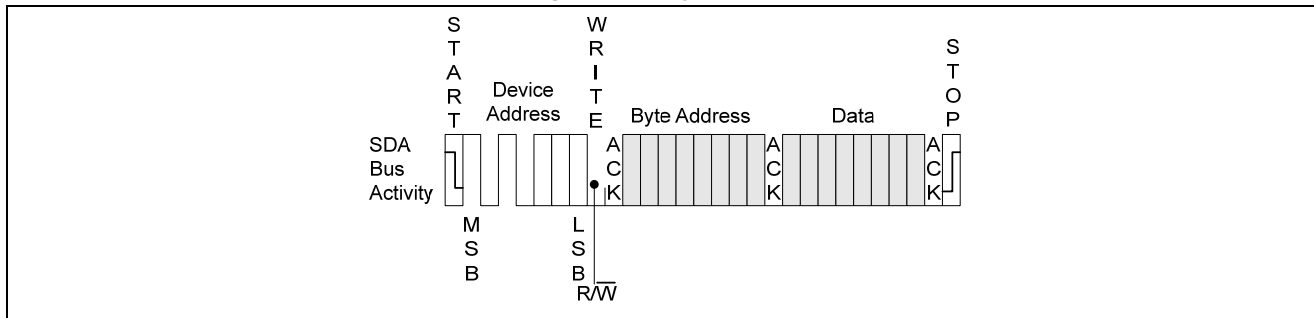 START
WRITE
STOP
Device
Address
Byte Address
Data
SDA
Bus
Activity
ACK
ACK
ACK
MSB
LSB
R/W̅